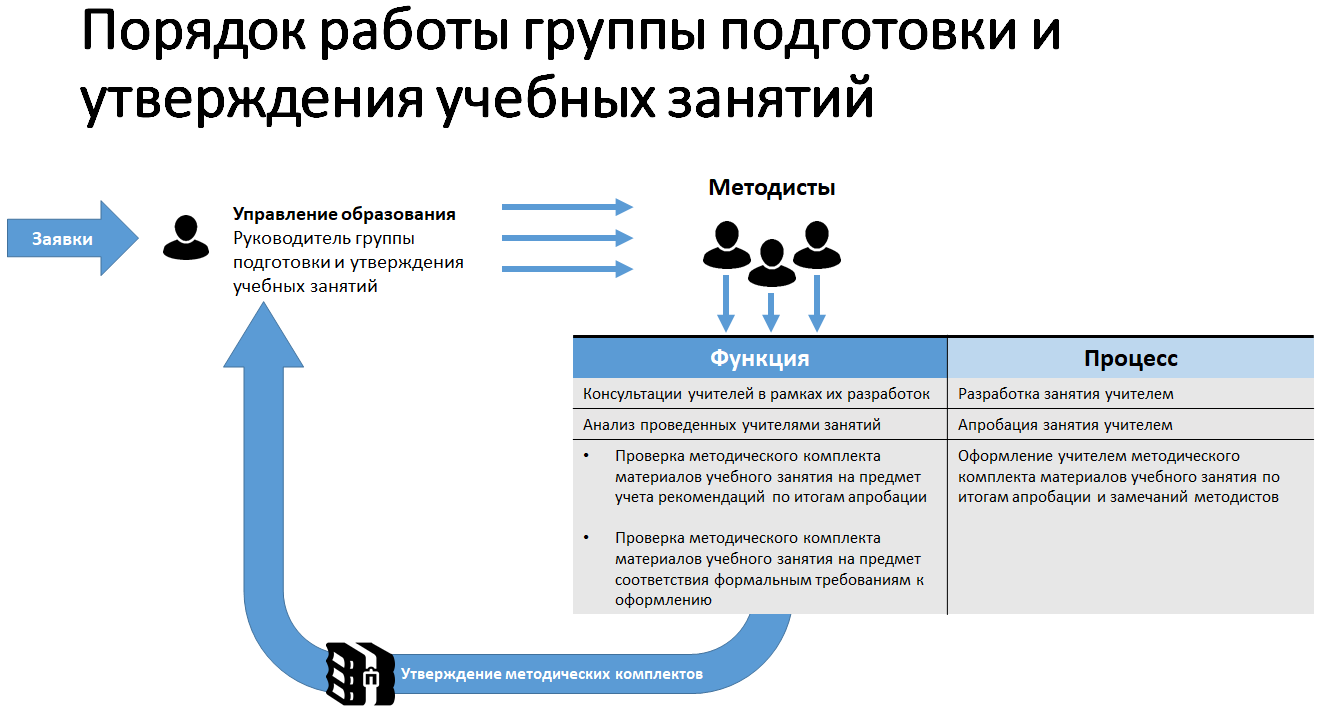 Порядок работы группы подготовки и
утверждения учебных занятий
Заявки
Управление образования
Руководитель группы
подготовки и утверждения
учебных занятий
Методисты
Функция
Процесс
Консультации учителей в рамках их разработок
Разработка занятия учителем
Анализ проведенных учителями занятий
Апробация занятия учителем
• Проверка методического комплекта
материалов учебного занятия на предмет
учета рекомендаций по итогам апробации
• Проверка методического комплекта
материалов учебного занятия на предмет
соответствия формальным требованиям к
оформлению
Оформление учителем методического
комплекта материалов учебного занятия по
итогам апробации и замечаний методистов
Утверждение методических комплектов